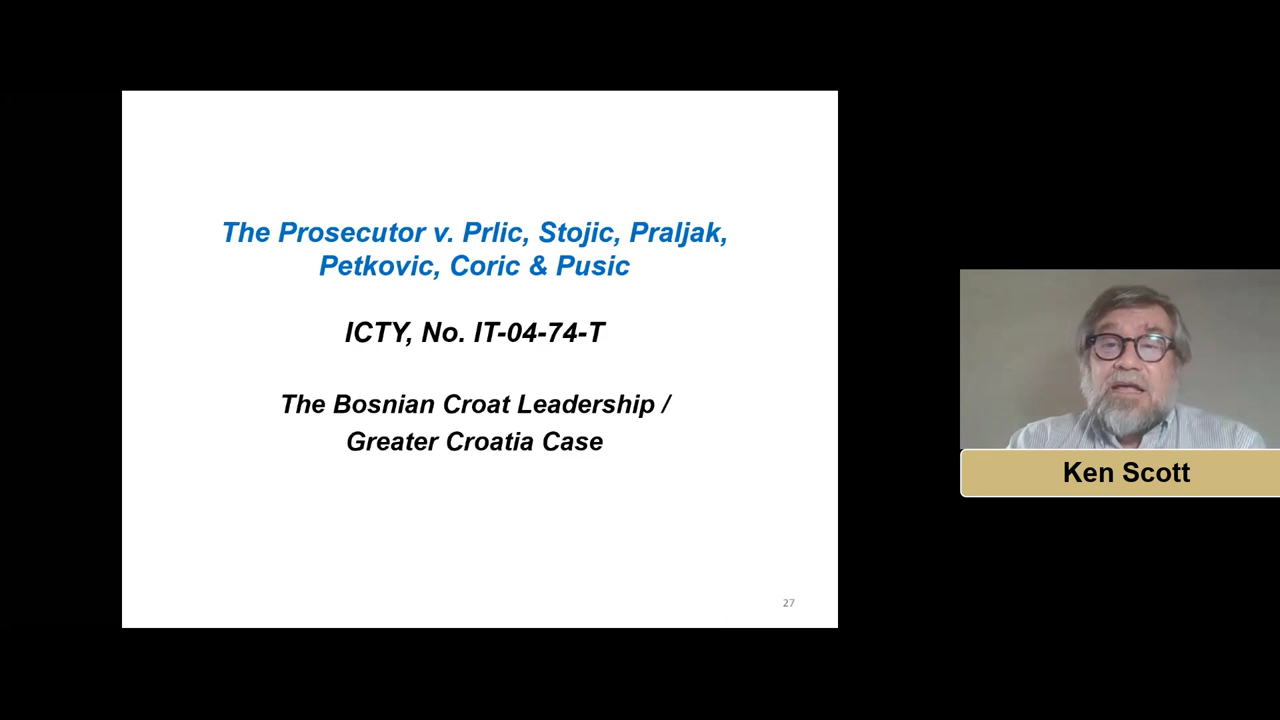 The Prosecutor v. Prlic, Stojic, Praljak,
Petkovic, Coric & Pusic
ICTY, No. IT-04-74-T
The Bosnian Croat Leadership /
Greater Croatia Case
27
Ken Scott